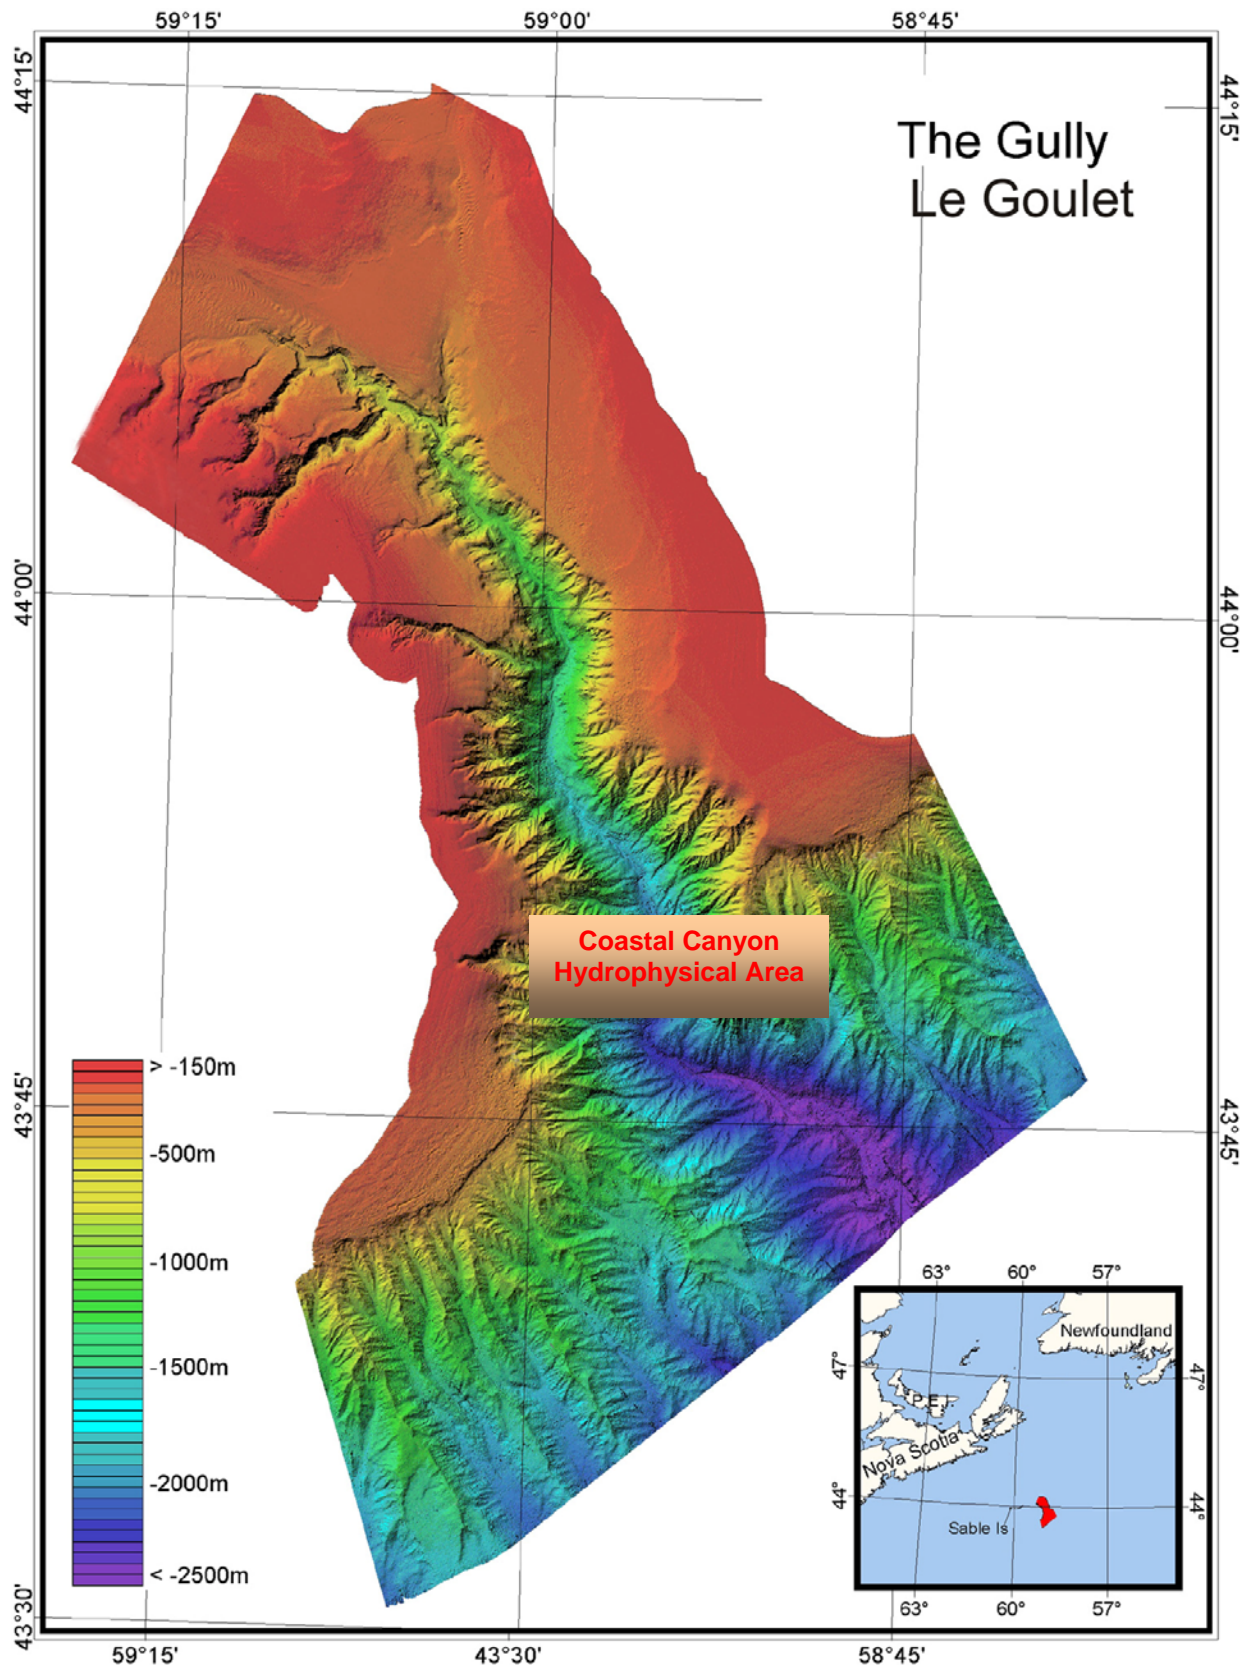 59°15'
59°00'
58°45'
44°15'
44°15'
The Gully
Le Goulet
44°00'
44°00'
Coastal Canyon
Hydrophysical Area
> -150m
-500m
-1000m
-1500m
-2000m
< -2500m
43°45'
43°45'
63°
60°
57°
Newfoundland
47°
47°
P.E.I.
Nova Scotia
44°
44°
Sable Is
63°
60°
57°
43°30'
59°15'
43°30'
58°45'